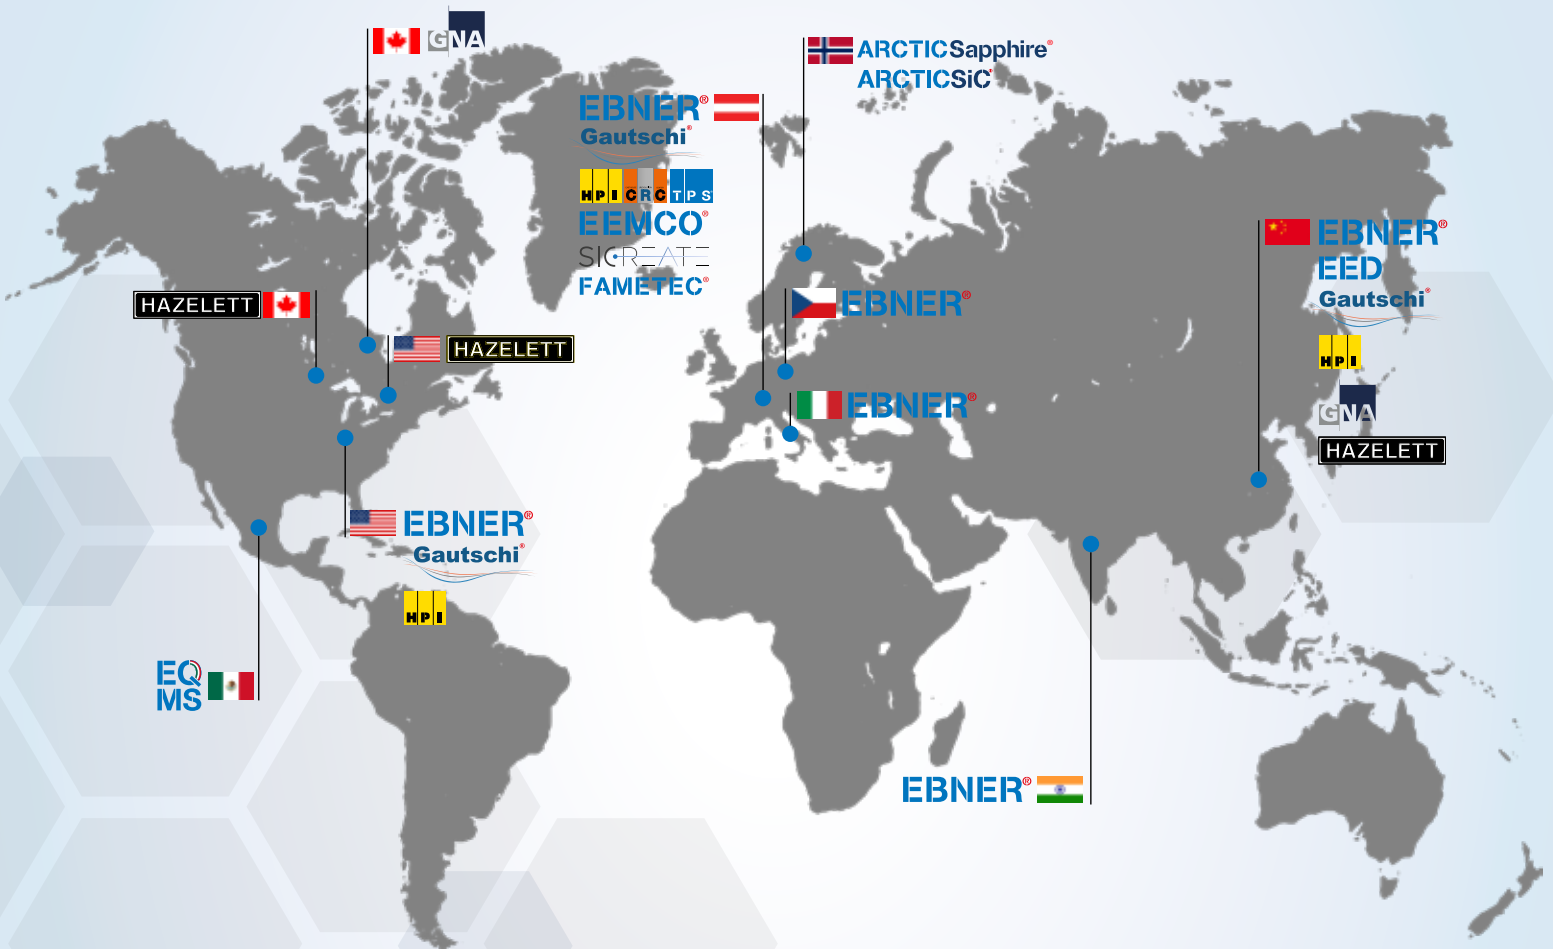 GNA
ARCTICSapphire®
ARCTICSiC®
EBNER®
Gautschi®
HPI CRC TPS
EEMCO®
SICREATE
FAMETEC®
EBNER®
EED
Gautschi®
HPI
GNA
HAZELETT
HAZELETT
HAZELETT
EBNER®
EBNER®
EBNER®
Gautschi®
HPI
EQ
MS
EBNER®